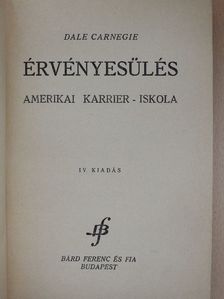 DALE CARNEGIE
ÉRVÉNYESÜLÉS
AMERIKAI KARRIER - ISKOLA
IV. KIADÁS
BÁRD FERENC ÉS FIA
BUDAPEST